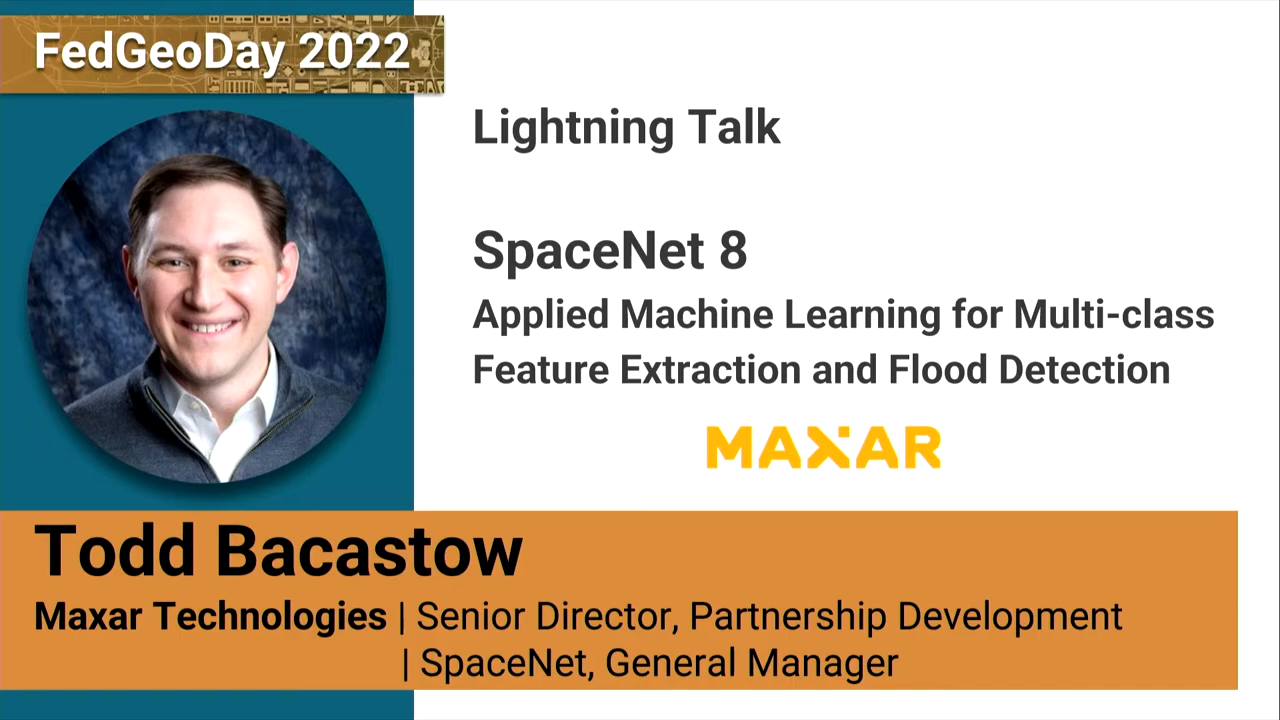 FedGeoDay 2022
Lightning Talk
SpaceNet 8
Applied Machine Learning for Multi-class
Feature Extraction and Flood Detection
MAXAR
Todd Bacastow
Maxar Technologies | Senior Director, Partnership Development
| SpaceNet, General Manager